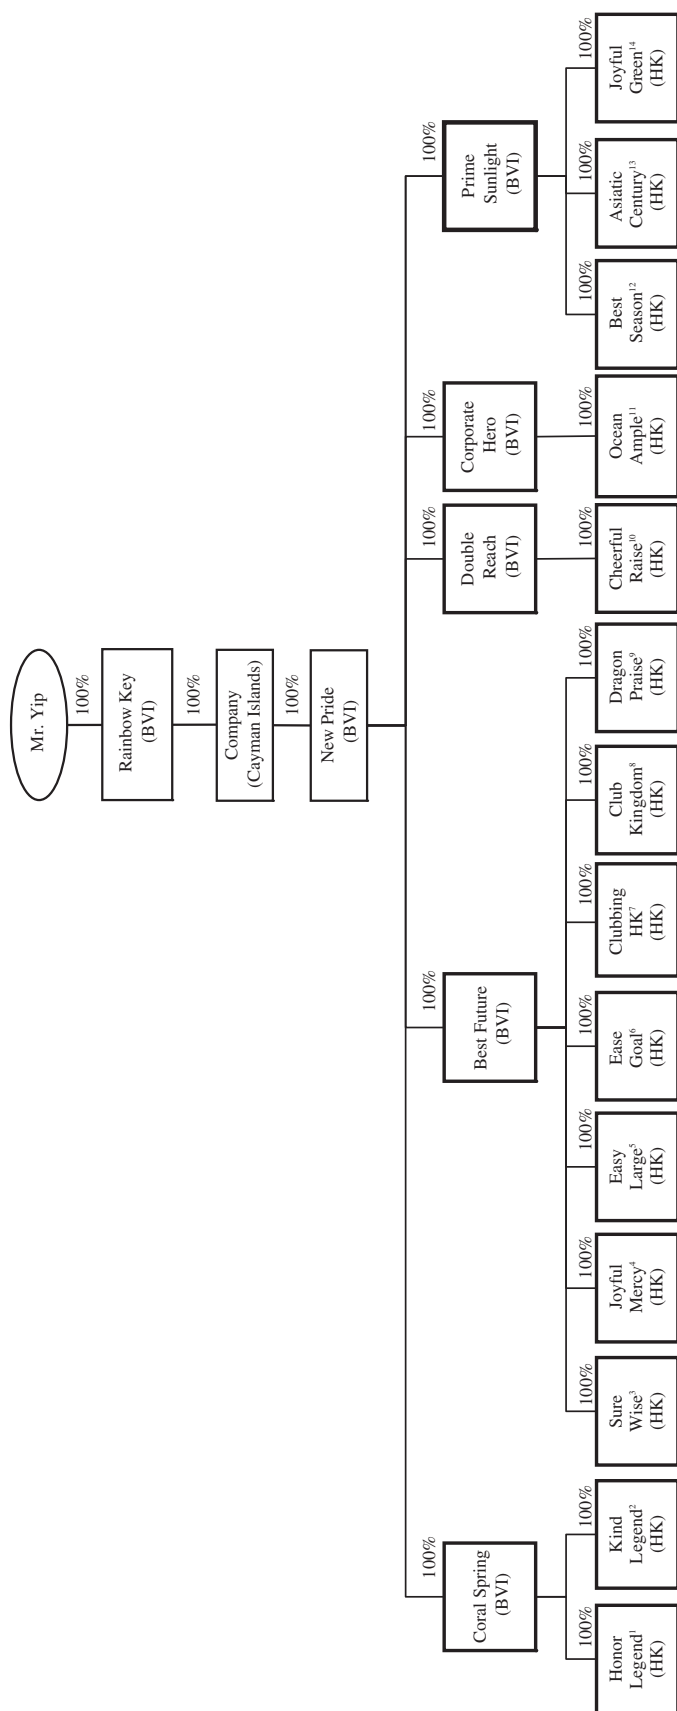 Mr. Yip
100%
Rainbow Key
(BVI)
100%
Company
(Cayman Islands)
100%
New Pride
(BVI)
100%
100%
100%
100%
100%
Coral Spring
(BVI)
Best Future
(BVI)
Double
Reach
(BVI)
Corporate
Hero
(BVI)
Prime
Sunlight
(BVI)
100%
100%
100%
100%
100%
100%
100%
100%
100%
100%
100%
100%
100%
100%
Honor
Legend¹
(HK)
Kind
Legend²
(HK)
Sure
Wise³
(HK)
Joyful
Mercy⁴
(HK)
Easy
Large⁵
(HK)
Ease
Goal⁶
(HK)
Clubbing
HK⁷
(HK)
Club
Kingdom⁸
(HK)
Dragon
Praise⁹
(HK)
Cheerful
Raise¹⁰
(HK)
Ocean
Ample¹¹
(HK)
Best
Season¹²
(HK)
Asiatic
Century¹³
(HK)
Joyful
Green¹⁴
(HK)